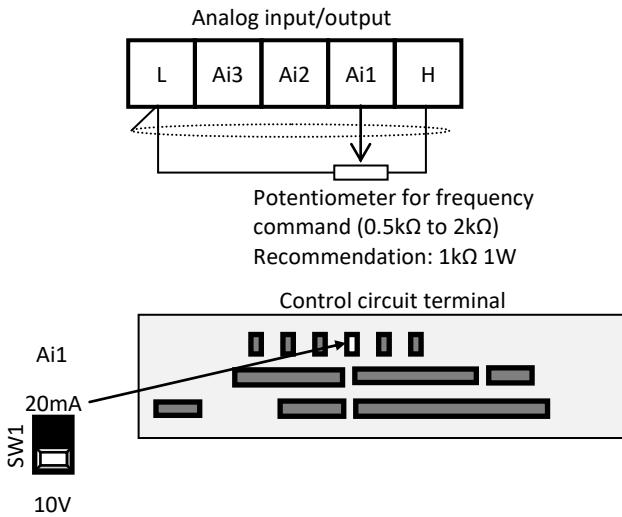 Analog input/output
L Ai3 Ai2 Ai1 H
Potentiometer for frequency
command (0.5kΩ to 2kΩ)
Recommendation: 1kΩ 1W
Control circuit terminal
Ai1
20mA
SW1
10V